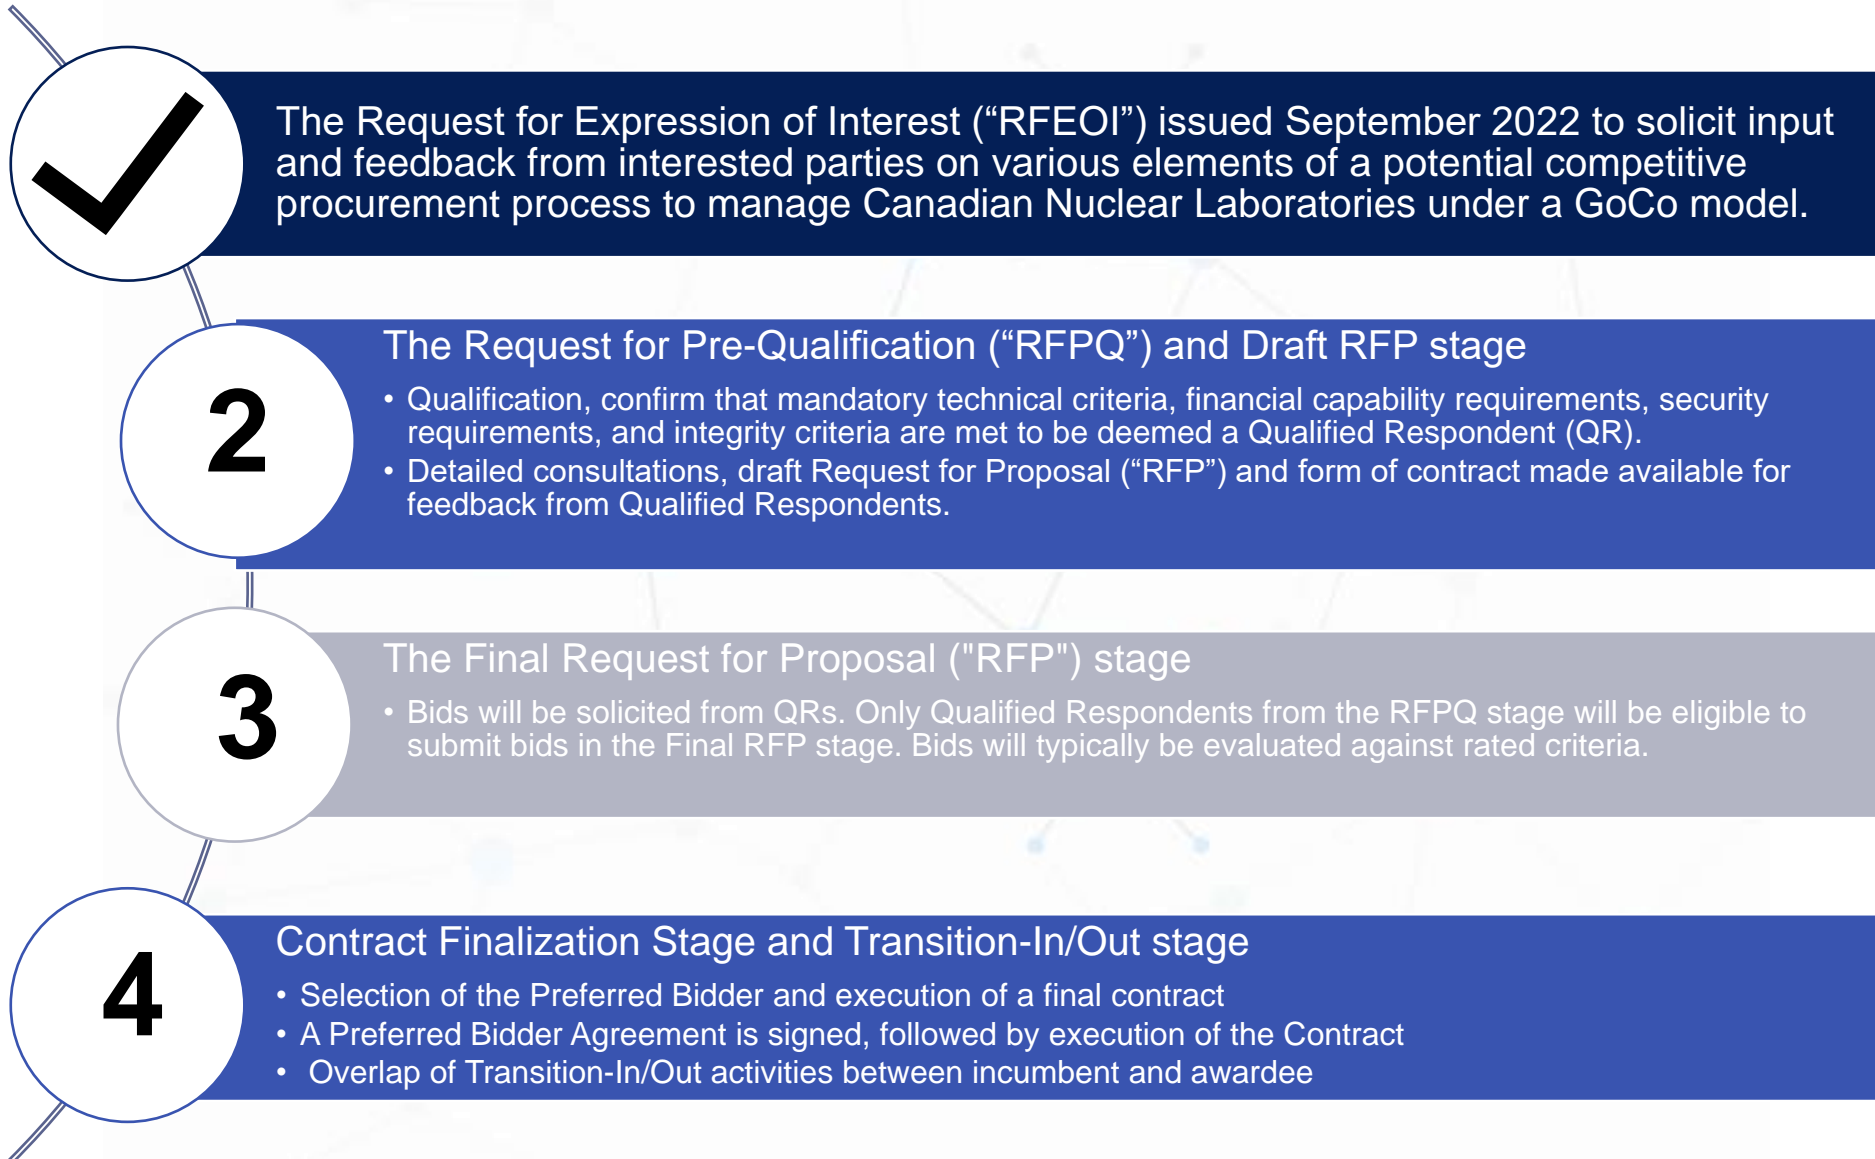 The Request for Expression of Interest (“RFEOI”) issued September 2022 to solicit input
and feedback from interested parties on various elements of a potential competitive
procurement process to manage Canadian Nuclear Laboratories under a GoCo model.
2
The Request for Pre-Qualification (“RFPQ”) and Draft RFP stage
• Qualification, confirm that mandatory technical criteria, financial capability requirements, security
requirements, and integrity criteria are met to be deemed a Qualified Respondent (QR).
• Detailed consultations, draft Request for Proposal (“RFP”) and form of contract made available for
feedback from Qualified Respondents.
3
The Final Request for Proposal ("RFP") stage
• Bids will be solicited from QRs. Only Qualified Respondents from the RFPQ stage will be eligible to
submit bids in the Final RFP stage. Bids will typically be evaluated against rated criteria.
4
Contract Finalization Stage and Transition-In/Out stage
• Selection of the Preferred Bidder and execution of a final contract
• A Preferred Bidder Agreement is signed, followed by execution of the Contract
• Overlap of Transition-In/Out activities between incumbent and awardee